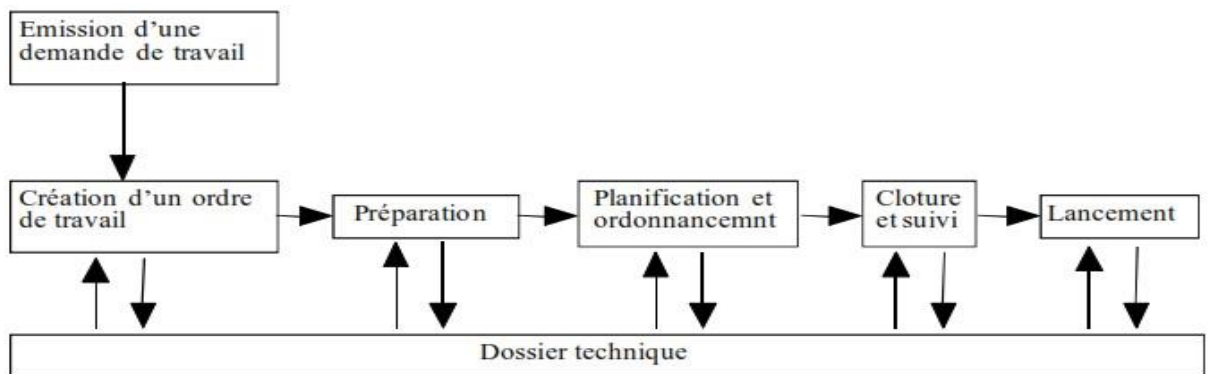 Emission d'une
demande de travail
Création d'un ordre
de travail
Préparation
Planification et
ordonnancemnt
Cloture
et suivi
Lancement
Dossier technique